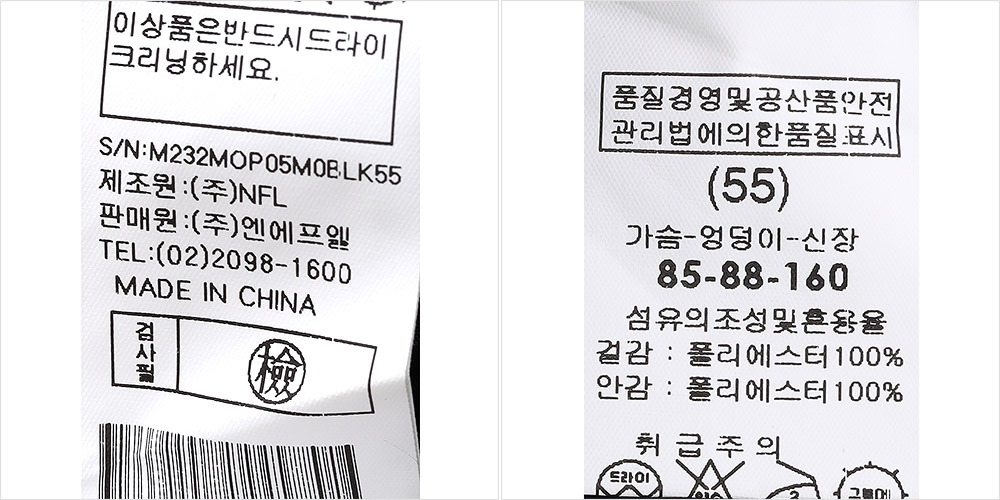 이상품은반드시드라이
크리닝하세요.
S/N:M232MOP05M0BLK55
제조원:(주)NFL
판매원:(주)엔에프엘
TEL:(02)2098-1600
MADE IN CHINA
검사필
檢
품질경영및공산품안전
관리법에의한품질표시
(55)
가슴-엉덩이-신장
85-88-160
섬유의조성및혼용율
겉감 : 폴리에스터100%
안감 : 폴리에스터100%
취급주의
드라이